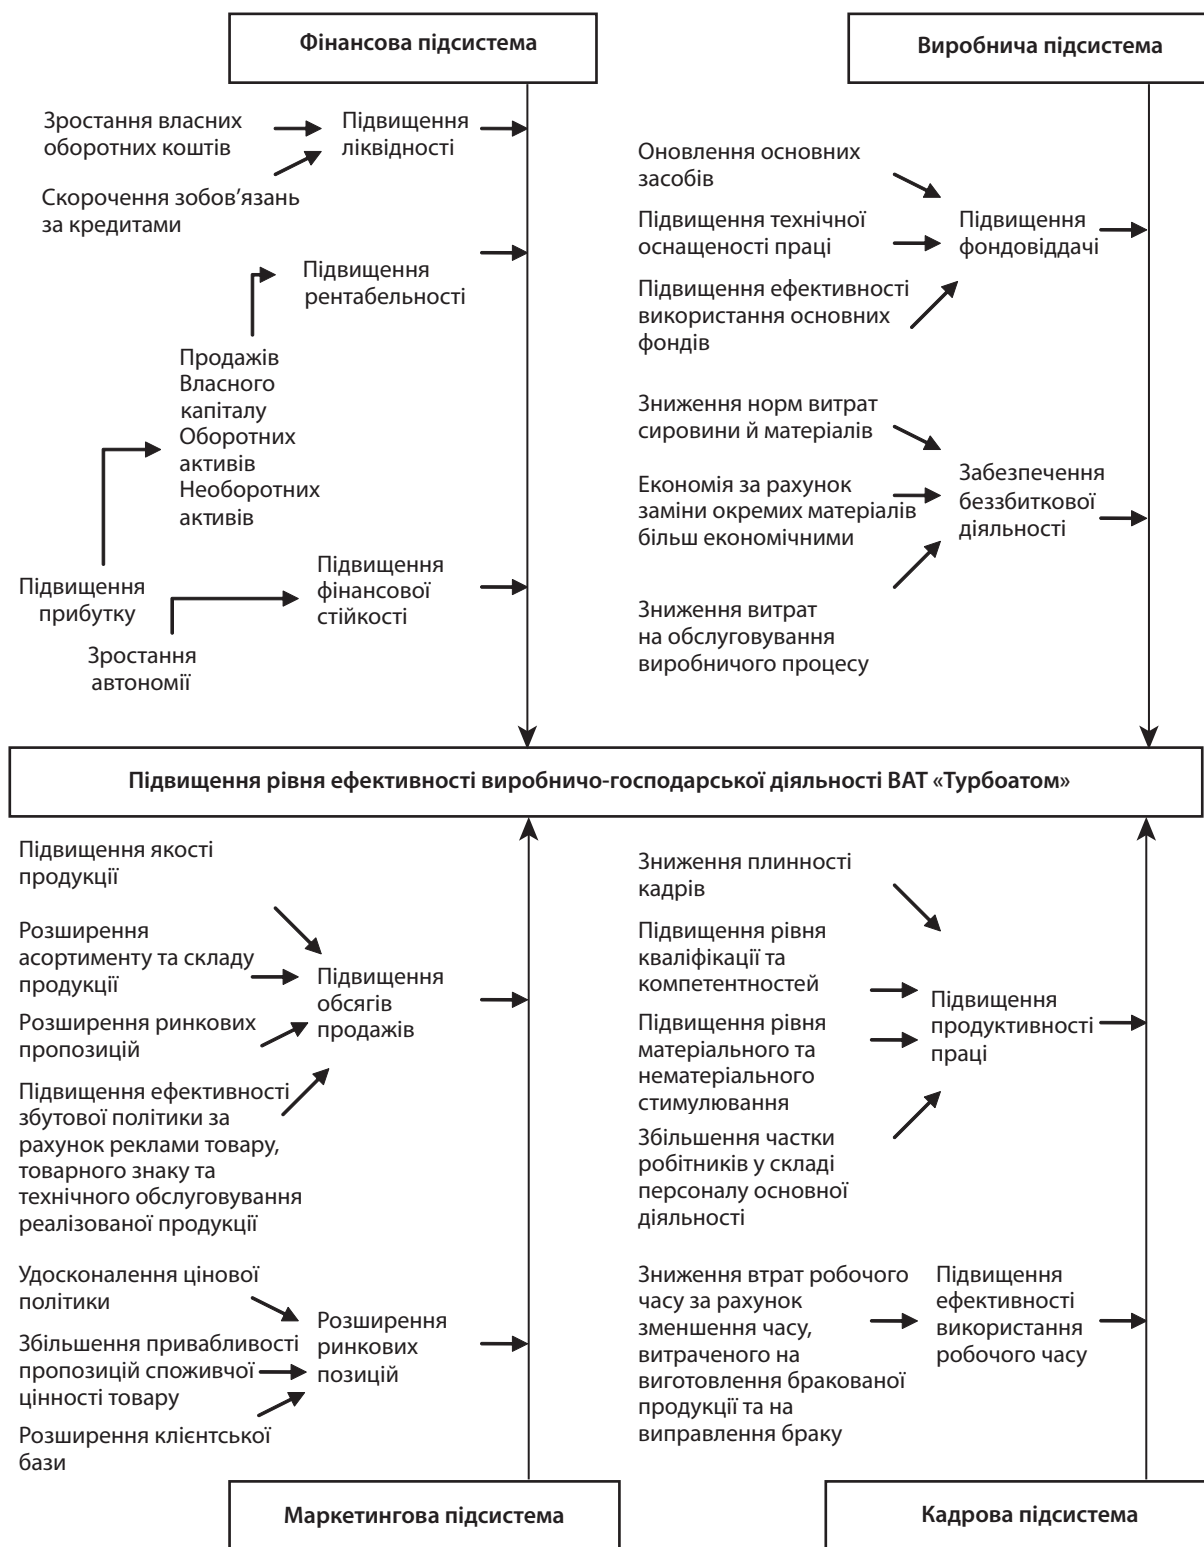 Фінансова підсистема
Зростання власних
оборотних коштів
Підвищення
ліквідності
Скорочення зобов’язань
за кредитами
Підвищення
рентабельності
Продажів
Власного
капіталу
Оборотних
активів
Необоротних
активів
Підвищення
прибутку
Підвищення
фінансової
стійкості
Зростання
автономії
Виробнича підсистема
Оновлення основних
засобів
Підвищення технічної
оснащеності праці
Підвищення ефективності
використання основних
фондів
Підвищення
фондовіддачі
Зниження норм витрат
сировини й матеріалів
Економія за рахунок
заміни окремих матеріалів
більш економічними
Зниження витрат
на обслуговування
виробничого процесу
Забезпечення
беззбиткової
діяльності
Підвищення рівня ефективності виробничо-господарської діяльності ВАТ «Турбоатом»
Підвищення якості
продукції
Розширення
асортименту та складу
продукції
Розширення ринкових
пропозицій
Підвищення ефективності
збутової політики за
рахунок реклами товару,
товарного знаку та
технічного обслуговування
реалізованої продукції
Підвищення
обсягів
продажів
Удосконалення цінової
політики
Збільшення привабливості
пропозицій споживчої
цінності товару
Розширення клієнтської
бази
Розширення
ринкових
позицій
Маркетингова підсистема
Зниження плинності
кадрів
Підвищення рівня
кваліфікації та
компетентностей
Підвищення рівня
матеріального та
нематеріального
стимулювання
Збільшення частки
робітників у складі
персоналу основної
діяльності
Підвищення
продуктивності
праці
Зниження втрат робочого
часу за рахунок
зменшення часу,
витраченого на
виготовлення бракованої
продукції та на
виправлення браку
Підвищення
ефективності
використання
робочого часу
Кадрова підсистема